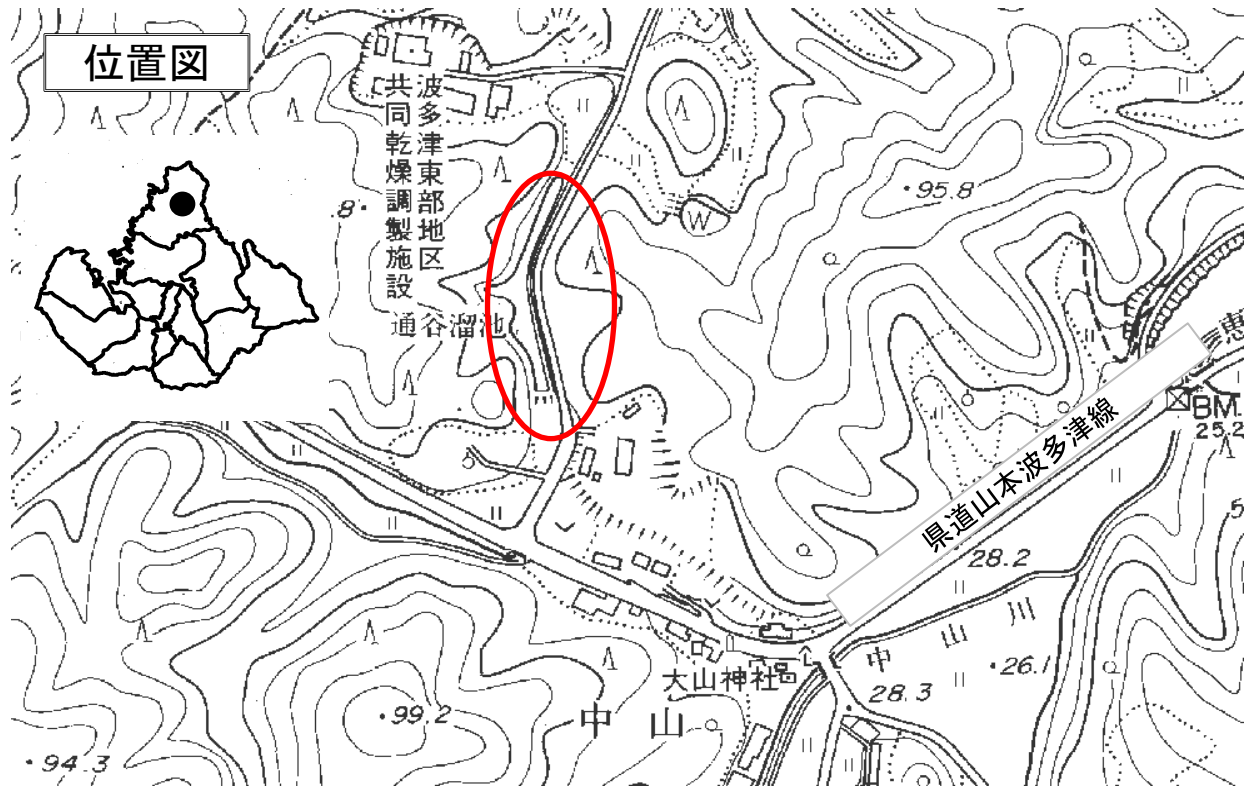 位置図
波多津東部地区
共同乾燥調製施設
通谷溜池
8
95.8
W
恵
BM.
25.2
県道山本波多津線
28.2
中山川
26.1
28.3
大山神社
中山
99.2
94.3
5